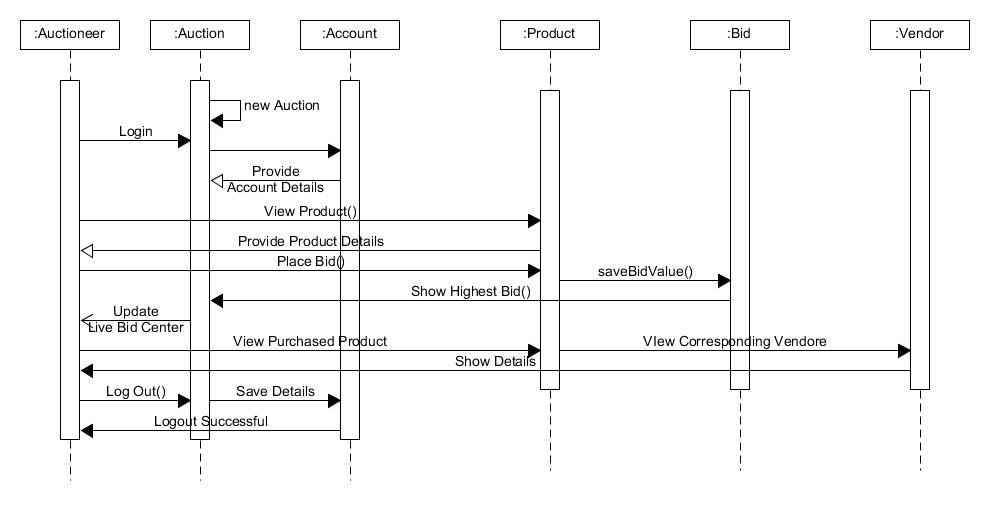 :Auctioneer
:Auction
:Account
:Product
:Bid
:Vendor
new Auction
Login
Provide
Account Details
View Product()
Provide Product Details
Place Bid()
saveBidValue()
Show Highest Bid()
Update
Live Bid Center
View Purchased Product
VIew Corresponding Vendore
Show Details
Log Out()
Save Details
Logout Successful